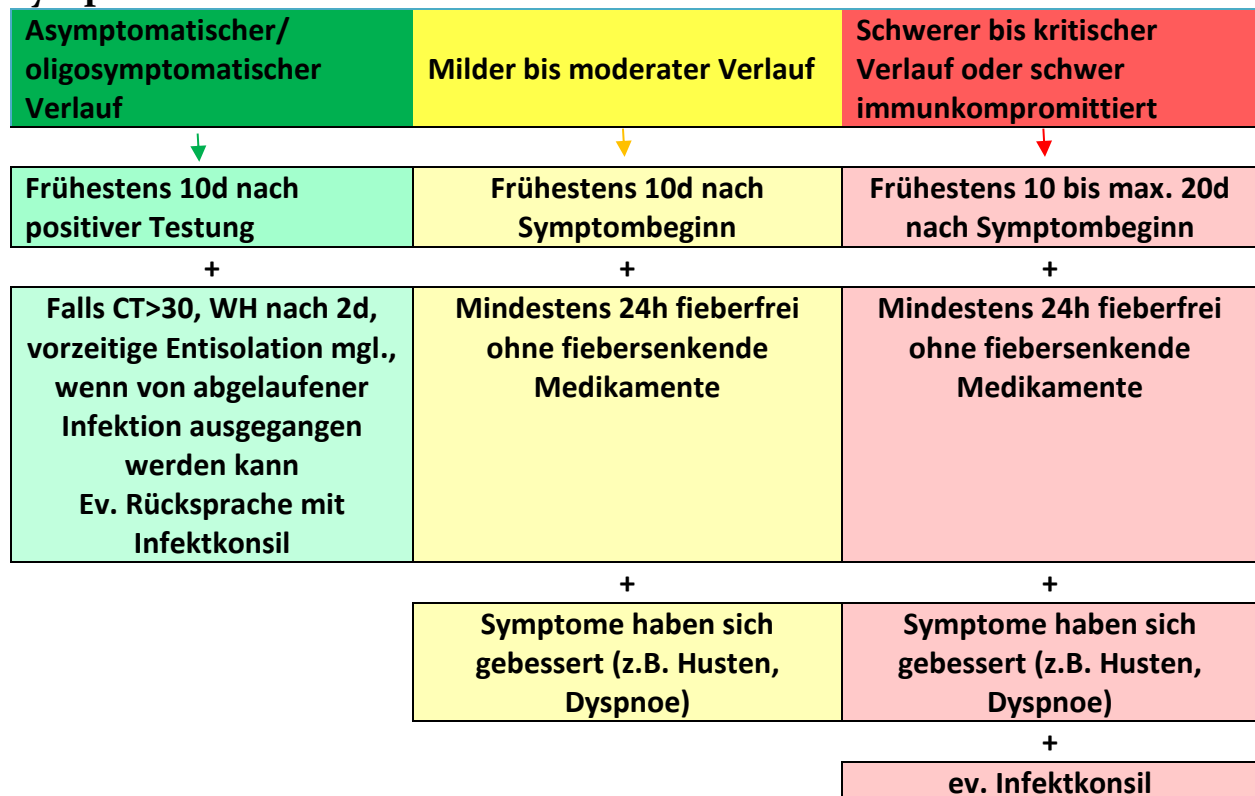 Asymptomatischer/
oligosymptomatischer
Verlauf
Milder bis moderater Verlauf
Schwerer bis kritischer
Verlauf oder schwer
immunkompromittiert
Frühestens 10d nach
positiver Testung
Frühestens 10d nach
Symptombeginn
Frühestens 10 bis max. 20d
nach Symptombeginn
+
+
+
Falls CT>30, WH nach 2d,
vorzeitige Entisolation mgl.,
wenn von abgelaufener
Infektion ausgegangen
werden kann
Ev. Rücksprache mit
Infektkonsil
Mindestens 24h fieberfrei
ohne fiebersenkende
Medikamente
Mindestens 24h fieberfrei
ohne fiebersenkende
Medikamente
+
+
Symptome haben sich
gebessert (z.B. Husten,
Dyspnoe)
Symptome haben sich
gebessert (z.B. Husten,
Dyspnoe)
+
ev. Infektkonsil